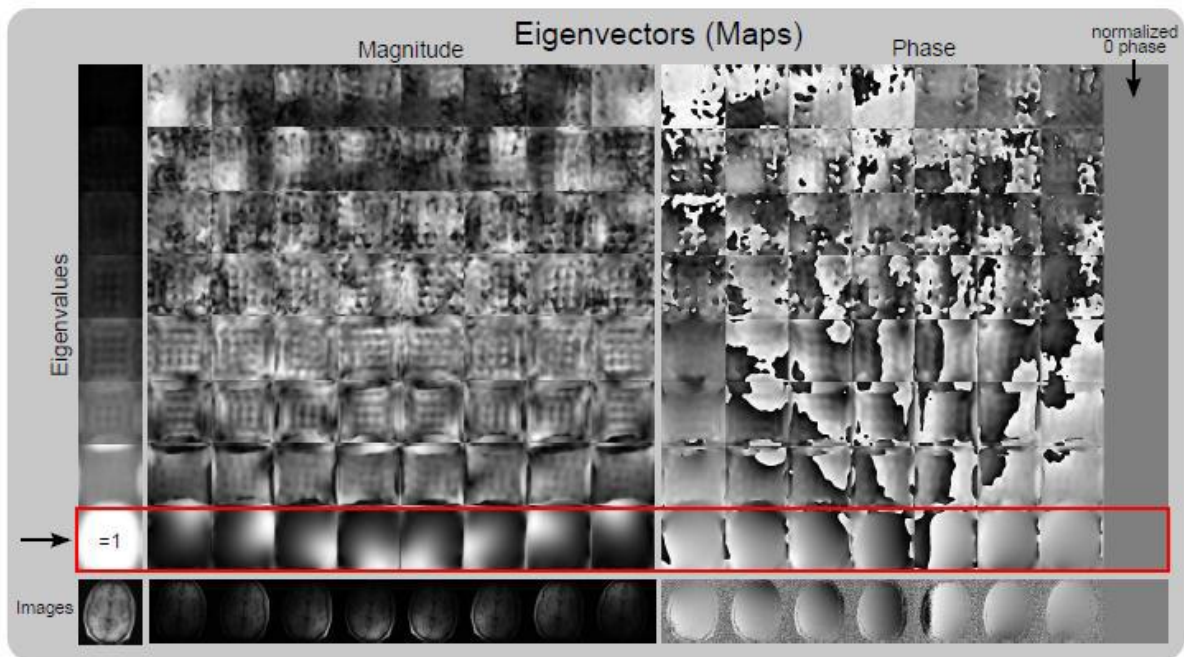 Eigenvectors (Maps)
Magnitude
Phase
normalized
0 phase
Eigenvalues
=1
Images